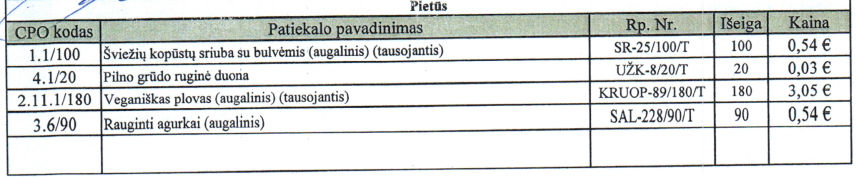 Pietūs
CPO kodas Patiekalo pavadinimas Rp. Nr. Išeiga Kaina
1.1/100 Šviežių kopūstų sriuba su bulvėmis (augalinis) (tausojantis) SR-25/100/T 100 0,54 €
4.1/20 Pilno grūdo ruginė duona UŽK-8/20/T 20 0,03 €
2.11.1/180 Veganiškas plovas (augalinis) (tausojantis) KRUOP-89/180/T 180 3,05 €
3.6/90 Rauginti agurkai (augalinis) SAL-228/90/T 90 0,54 €